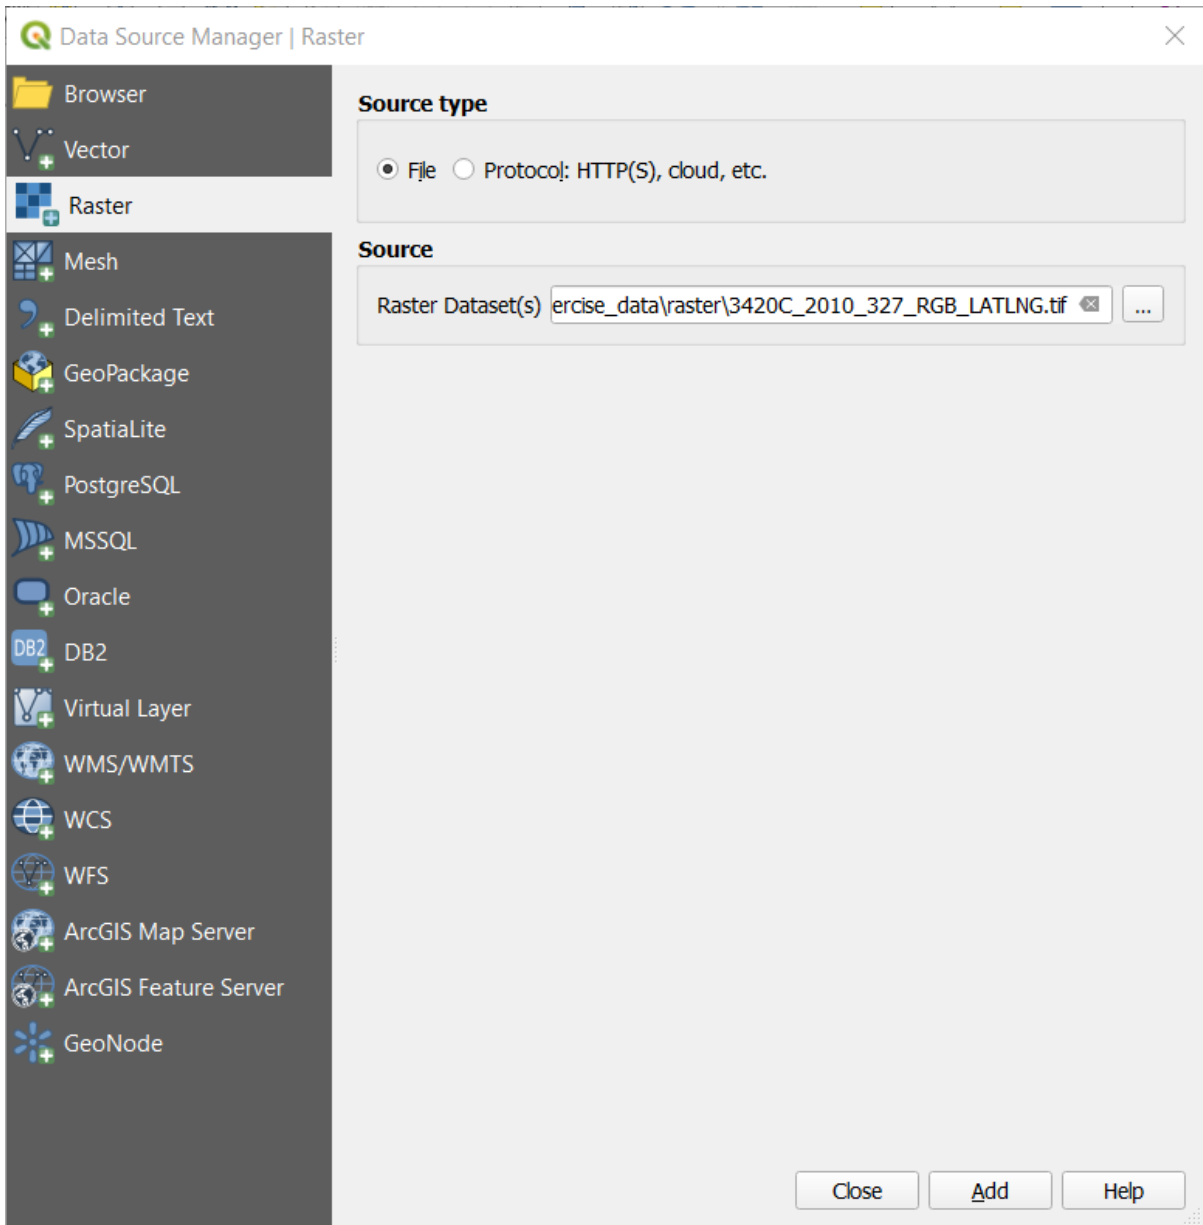 Data Source Manager | Raster
Browser
Vector
Raster
Mesh
Delimited Text
GeoPackage
SpatiaLite
PostgreSQL
MSSQL
Oracle
DB2
DB2
Virtual Layer
WMS/WMTS
WCS
WFS
ArcGIS Map Server
ArcGIS Feature Server
GeoNode
Source type
File Protocol: HTTP(S), cloud, etc.
Source
Raster Dataset(s) ercise_data\raster\3420C_2010_327_RGB_LATLNG.tif ...
Close Add Help